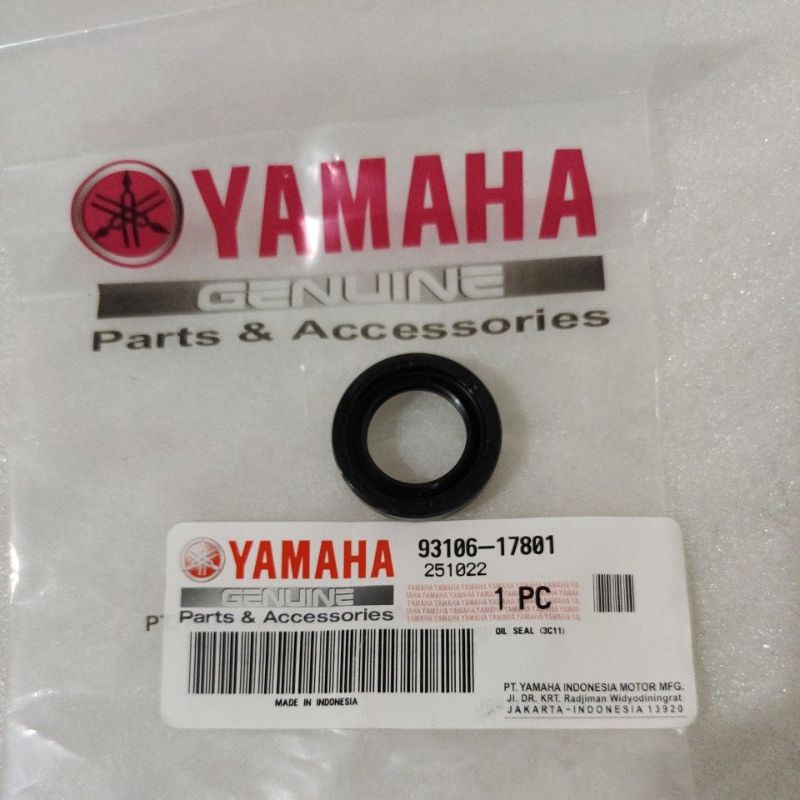 YAMAHA
GENUINE
Parts & Accessories
YAMAHA
GENUINE
Parts & Accessories
93106-17801
251022
1 PC
OIL SEAL (3C11)
MADE IN INDONESIA
PT. YAMAHA INDONESIA MOTOR MFG.
Jl. DR. KRT. Radjiman Widyodiningrat
JAKARTA-INDONESIA 13920